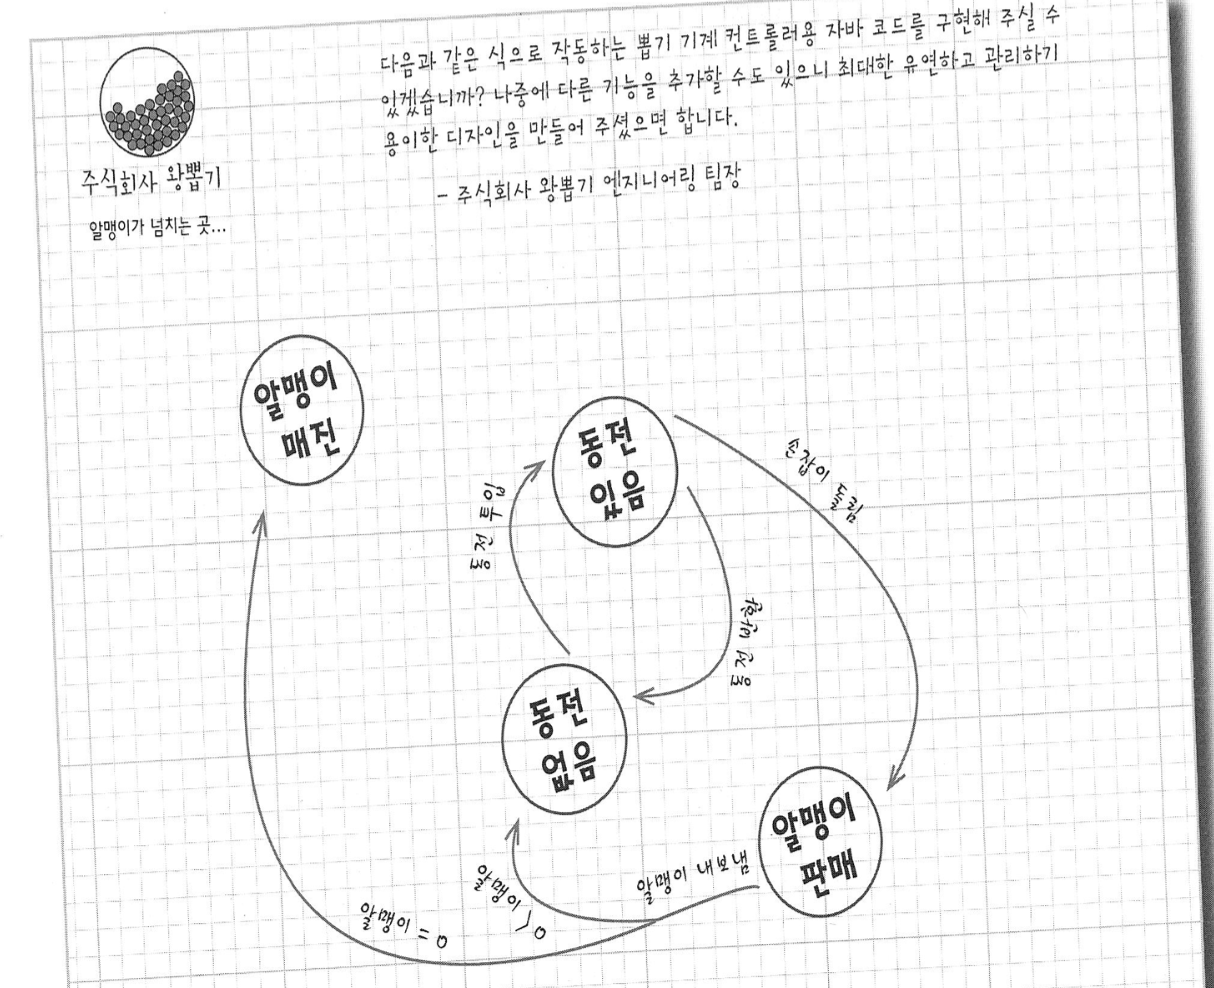 다음과 같은 식으로 작동하는 뽑기 기계 컨트롤러용 자바 코드를 구현해 주실 수
있겠습니까? 나중에 다른 기능을 추가할 수도 있으니 최대한 유연하고 관리하기
용이한 디자인을 만들어 주셨으면 합니다.
- 주식회사 왕뽑기 엔지니어링 팀장
주식회사 왕뽑기
알맹이가 넘치는 곳...
알맹이
매진
동전
있음
손잡이 돌림
동전 투입
동전 반환
동전
없음
알맹이
판매
알맹이 내보냄
알맹이 > 0
알맹이 = 0